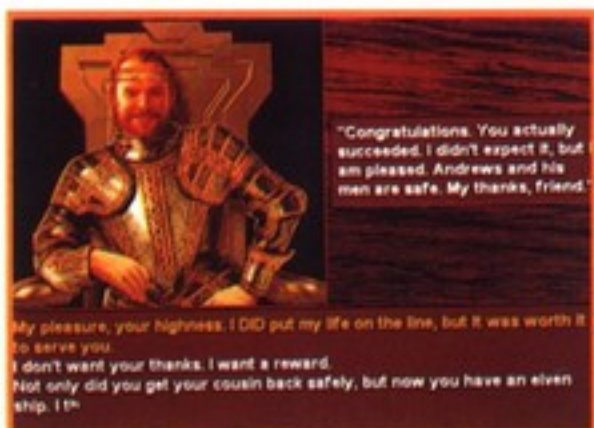 "Congratulations. You actually
succeeded. I didn't expect it, but I
am pleased. Andrews and his
men are safe. My thanks, friend."
My pleasure, your highness. I DID put my life on the line, but it was worth it
to serve you.
I don't want your thanks. I want a reward.
Not only did you get your cousin back safely, but now you have an elven
ship. I th